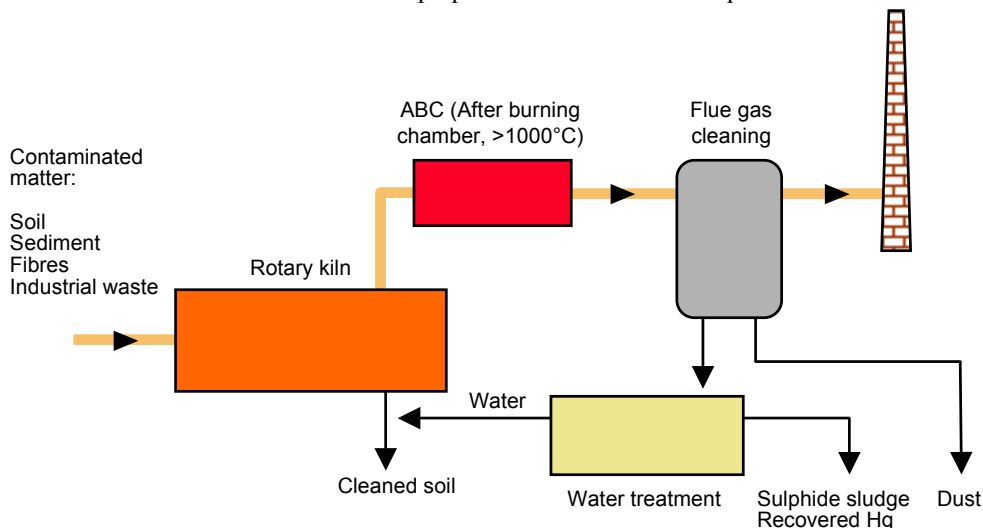 ABC (After burning
chamber, >1000°C)
Flue gas
cleaning
Contaminated
matter:
Soil
Sediment
Fibres
Industrial waste
Rotary kiln
Water
Cleaned soil
Water treatment
Sulphide sludge
Recovered Hg
Dust